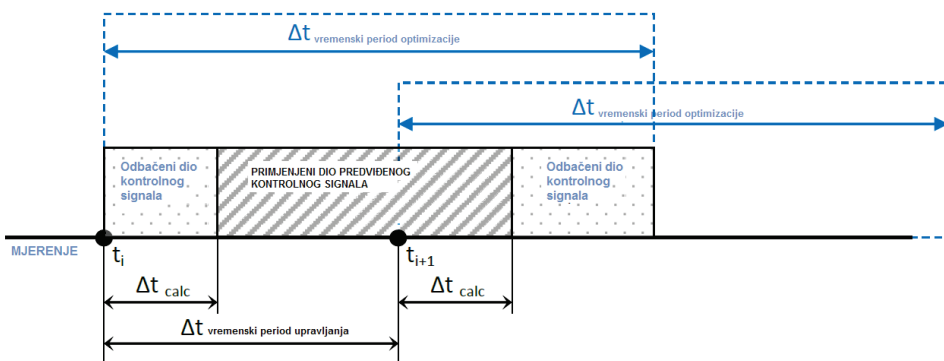 Δt vremenski period optimizacije
Δt vremenski period optimizacije
Odbačeni dio
kontrolnog
signala
PRIMJENJENI DIO PREDVIĐENOG
KONTROLNOG SIGNALA
Odbačeni dio
kontrolnog
signala
MJERENJE
ti
ti+1
Δt calc
Δt calc
Δt vremenski period upravljanja